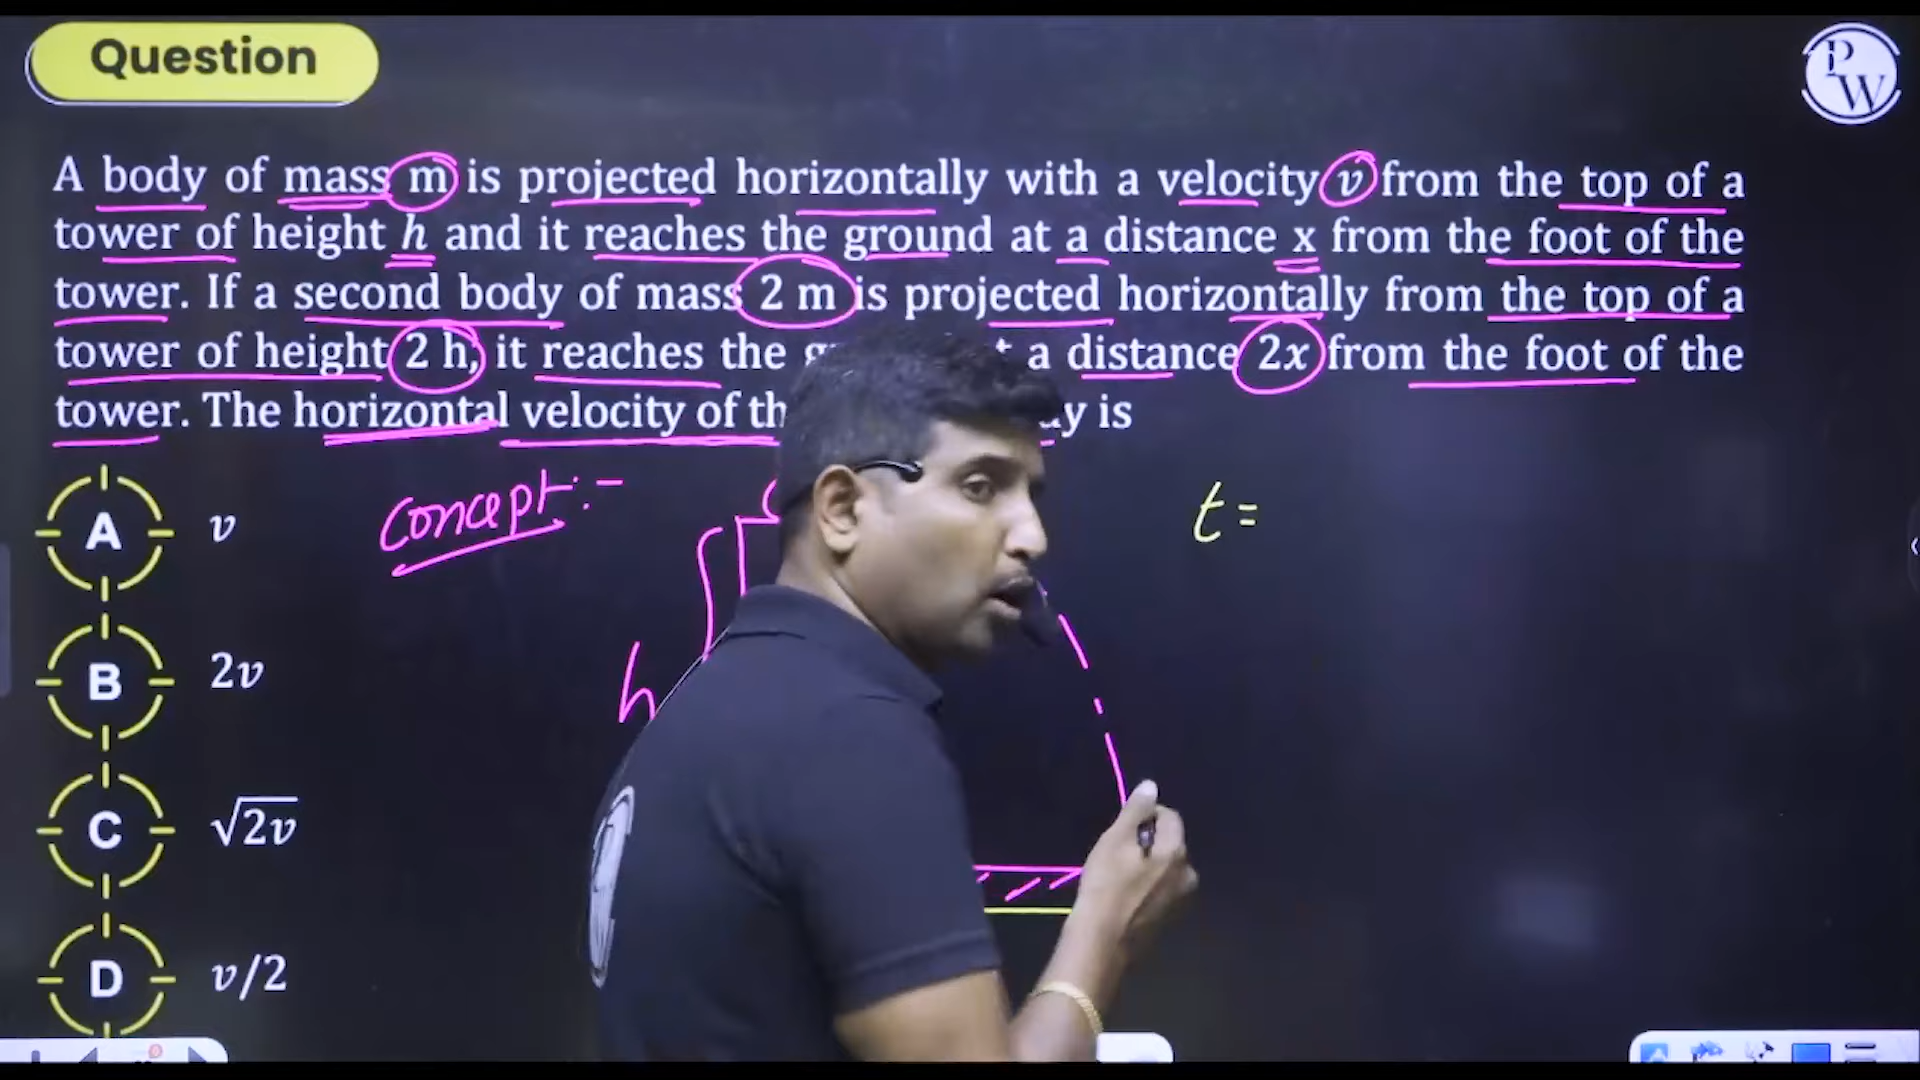 Question
PW
A body of mass m is projected horizontally with a velocity v from the top of a
tower of height h and it reaches the ground at a distance x from the foot of the
tower. If a second body of mass 2 m is projected horizontally from the top of a
tower of height 2 h, it reaches the a distance 2x from the foot of the
tower. The horizontal velocity of is
concept:-
t=
A v
h
B 2v
C √2v
D v/2